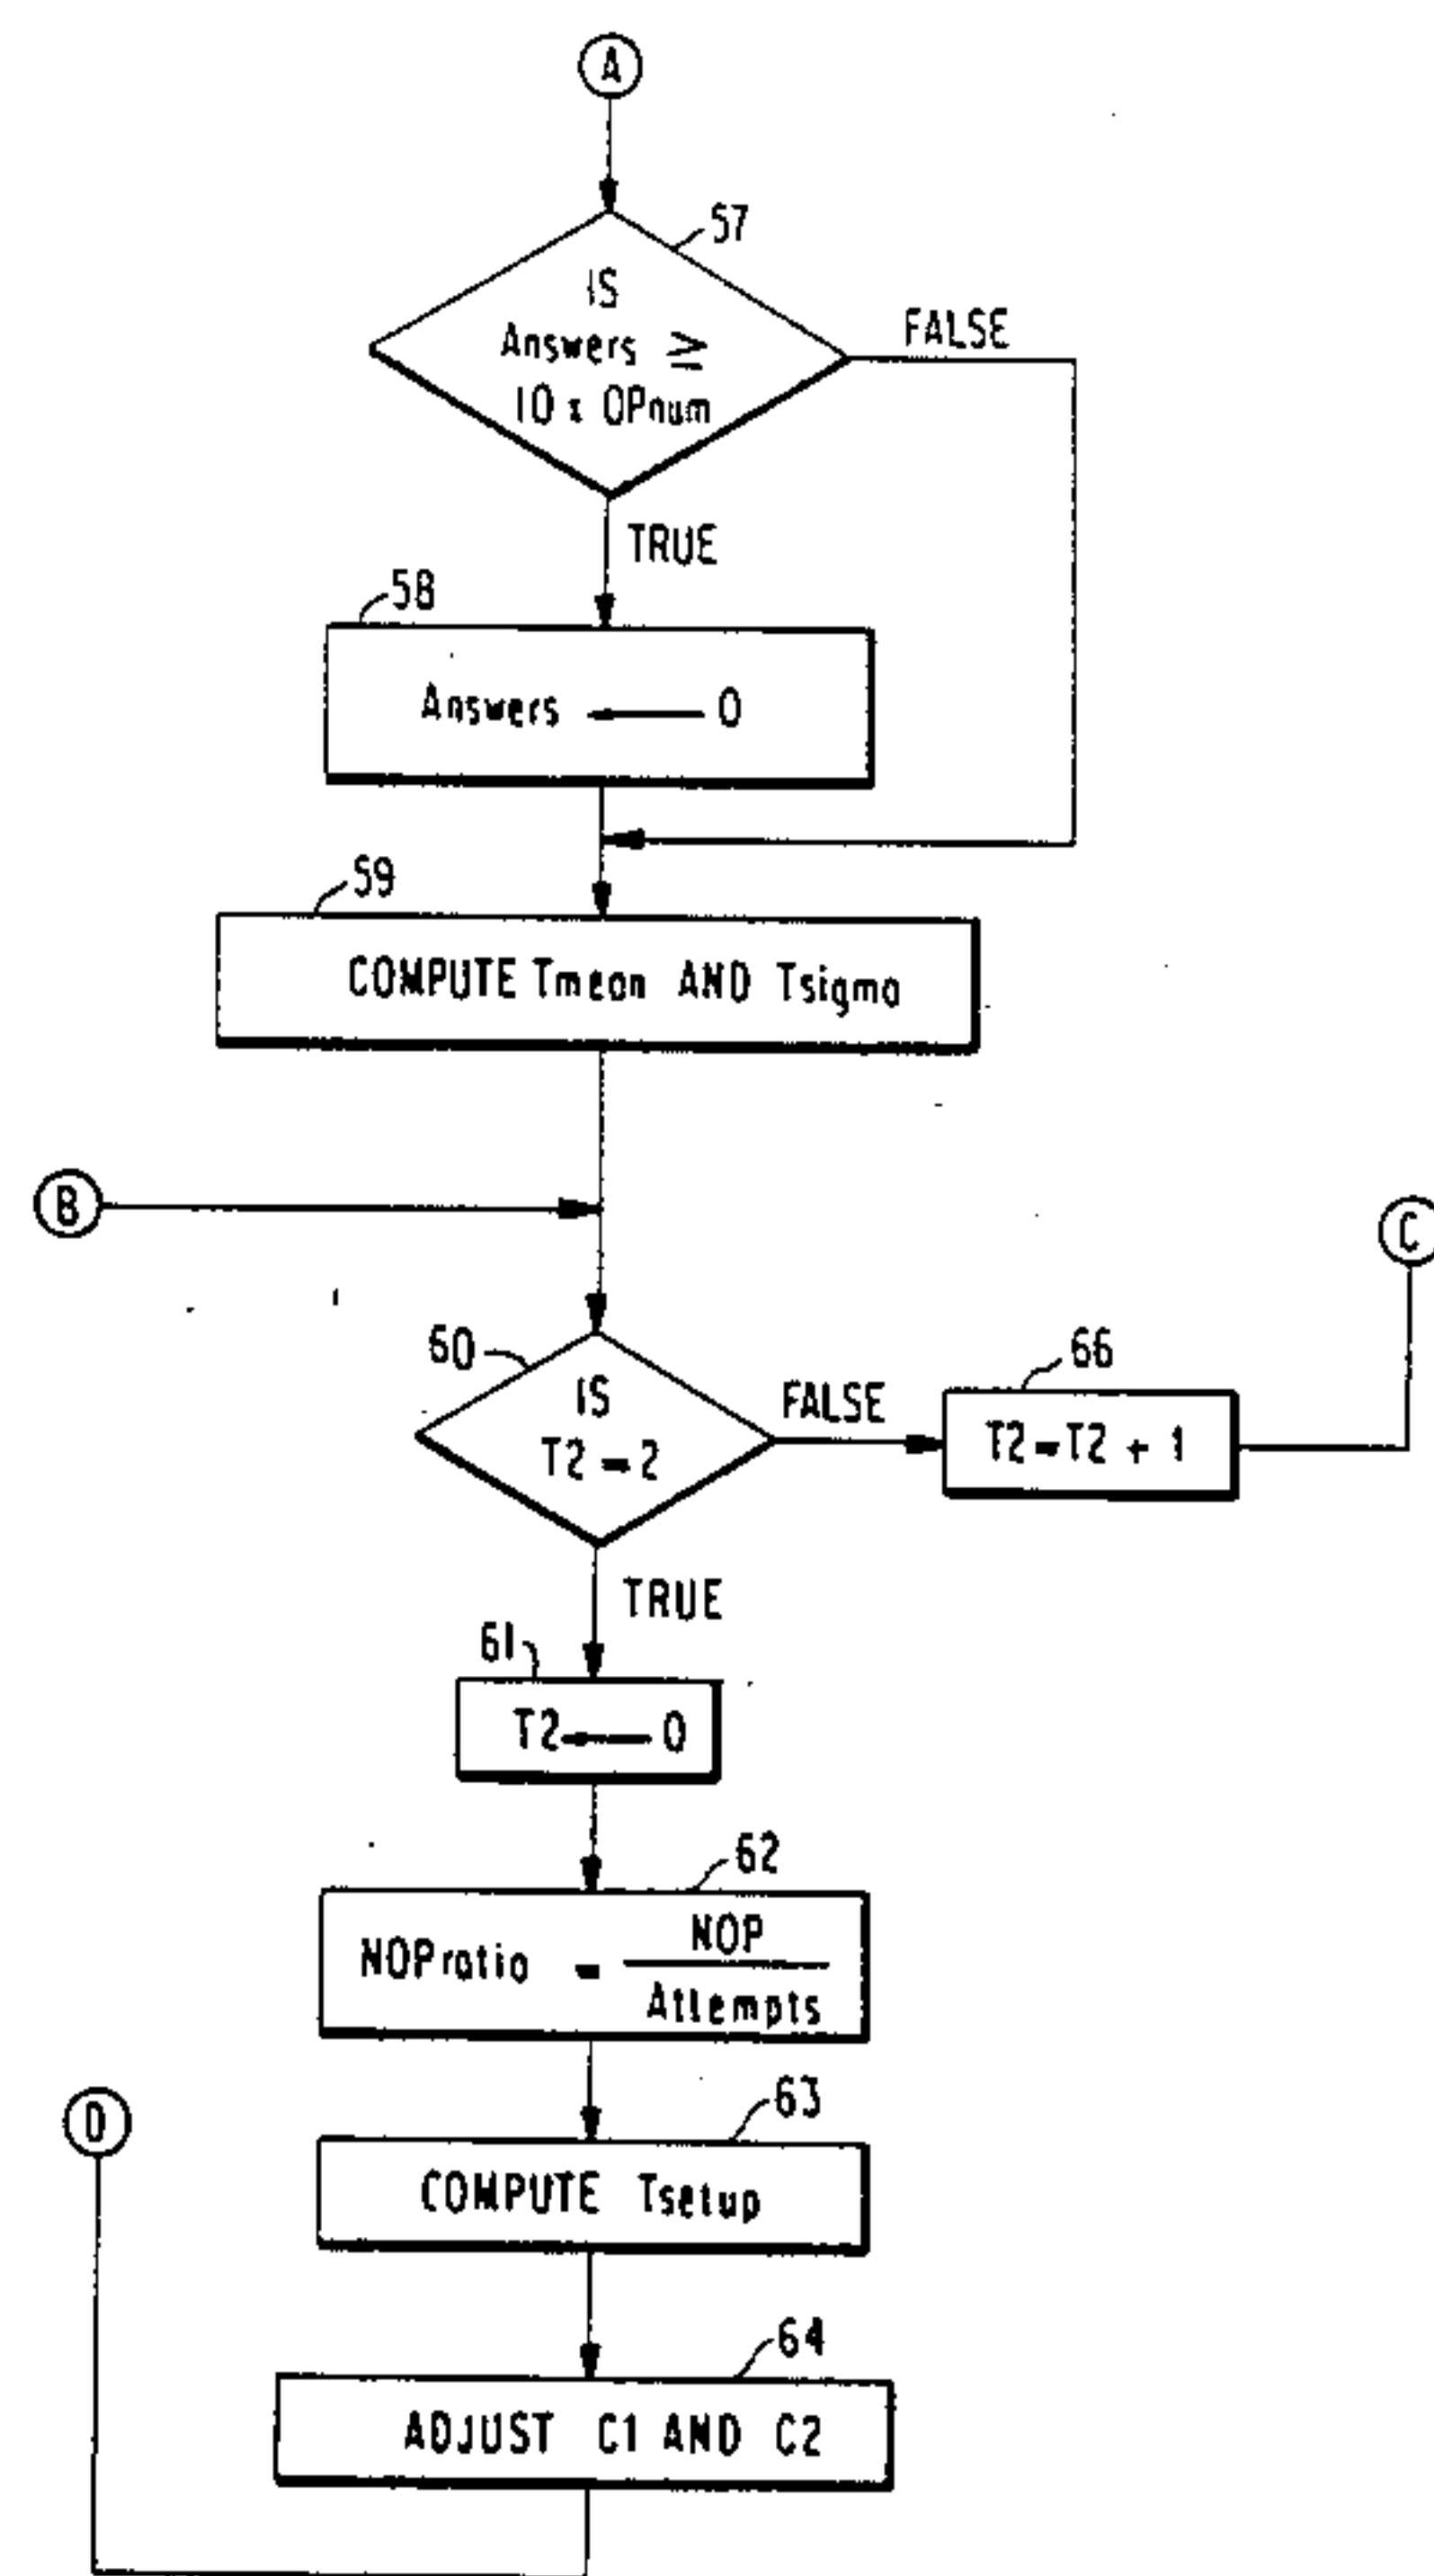 A
57
IS
Answers ≥
10 x OPnum
FALSE
TRUE
58
Answers ← 0
59
COMPUTE Tmean AND Tsigma
B
C
60
IS
T2 = 2
FALSE
66
T2 = T2 + 1
TRUE
61
T2 ← 0
62
NOPratio = NOP
Attempts
D
63
COMPUTE Tsetup
64
ADJUST C1 AND C2